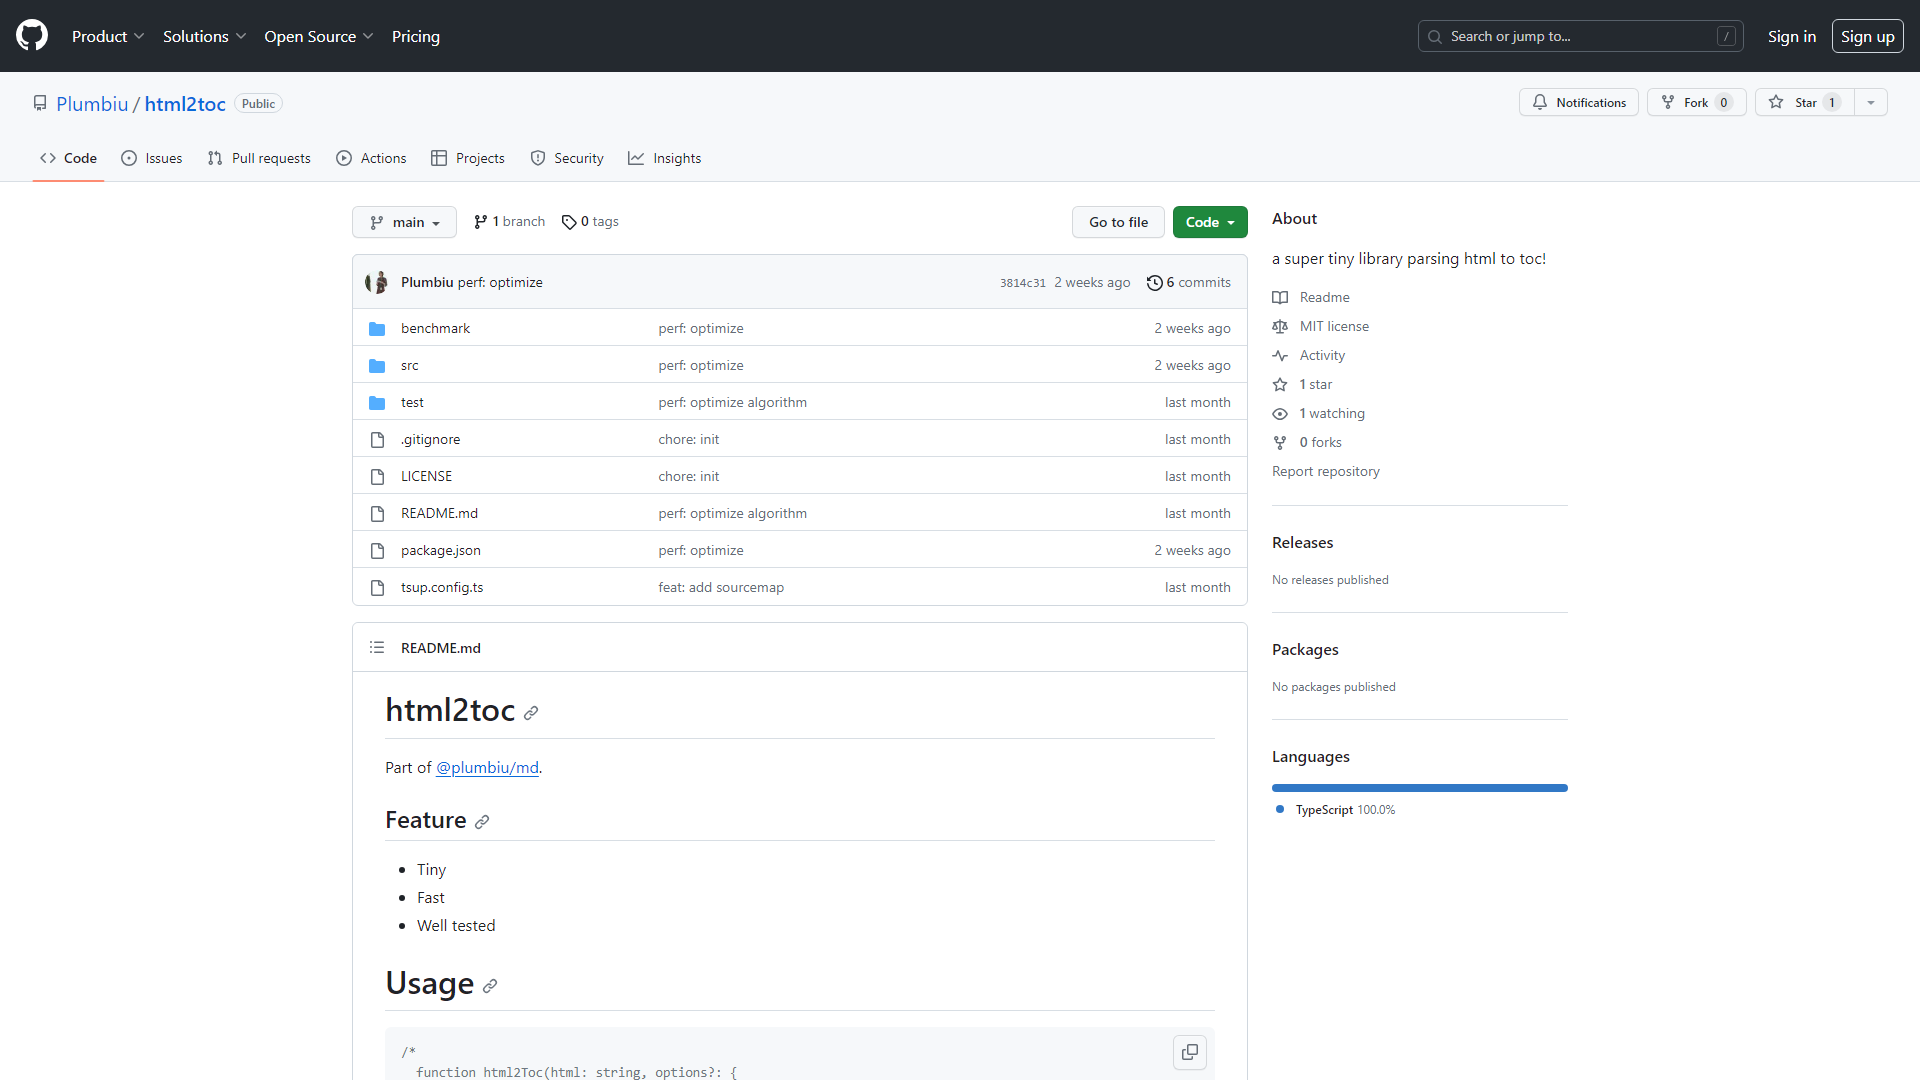 Product Solutions Open Source Pricing Search or jump to... / Sign in Sign up
Plumbiu / html2toc Public Notifications Fork 0 Star 1
Code Issues Pull requests Actions Projects Security Insights
main 1 branch 0 tags Go to file Code
Plumbiu perf: optimize 3814c31 2 weeks ago 6 commits
benchmark perf: optimize 2 weeks ago
src perf: optimize 2 weeks ago
test perf: optimize algorithm last month
.gitignore chore: init last month
LICENSE chore: init last month
README.md perf: optimize algorithm last month
package.json perf: optimize 2 weeks ago
tsup.config.ts feat: add sourcemap last month
README.md
html2toc
Part of @plumbiu/md.
Feature
Tiny
Fast
Well tested
Usage
/*
function html2Toc(html: string, options?: {
About
a super tiny library parsing html to toc!
Readme
MIT license
Activity
1 star
1 watching
0 forks
Report repository
Releases
No releases published
Packages
No packages published
Languages
TypeScript 100.0%